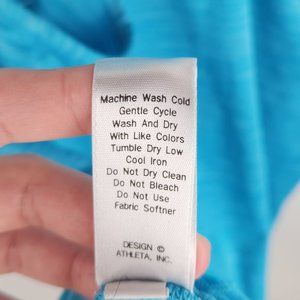 Machine Wash Cold
Gentle Cycle
Wash And Dry
With Like Colors
Tumble Dry Low
Cool Iron
Do Not Dry Clean
Do Not Bleach
Do Not Use
Fabric Softner
DESIGN ©
ATHLETA, INC.